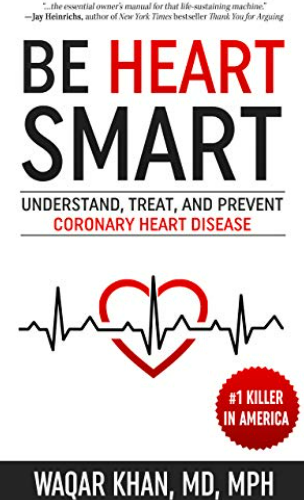 "...the essential owner's manual for that life-sustaining machine."
—Jay Heinrichs, author of New York Times bestseller Thank You for Arguing
BE HEART
SMART
UNDERSTAND, TREAT, AND PREVENT
CORONARY HEART DISEASE
#1 KILLER
IN AMERICA
WAQAR KHAN, MD, MPH